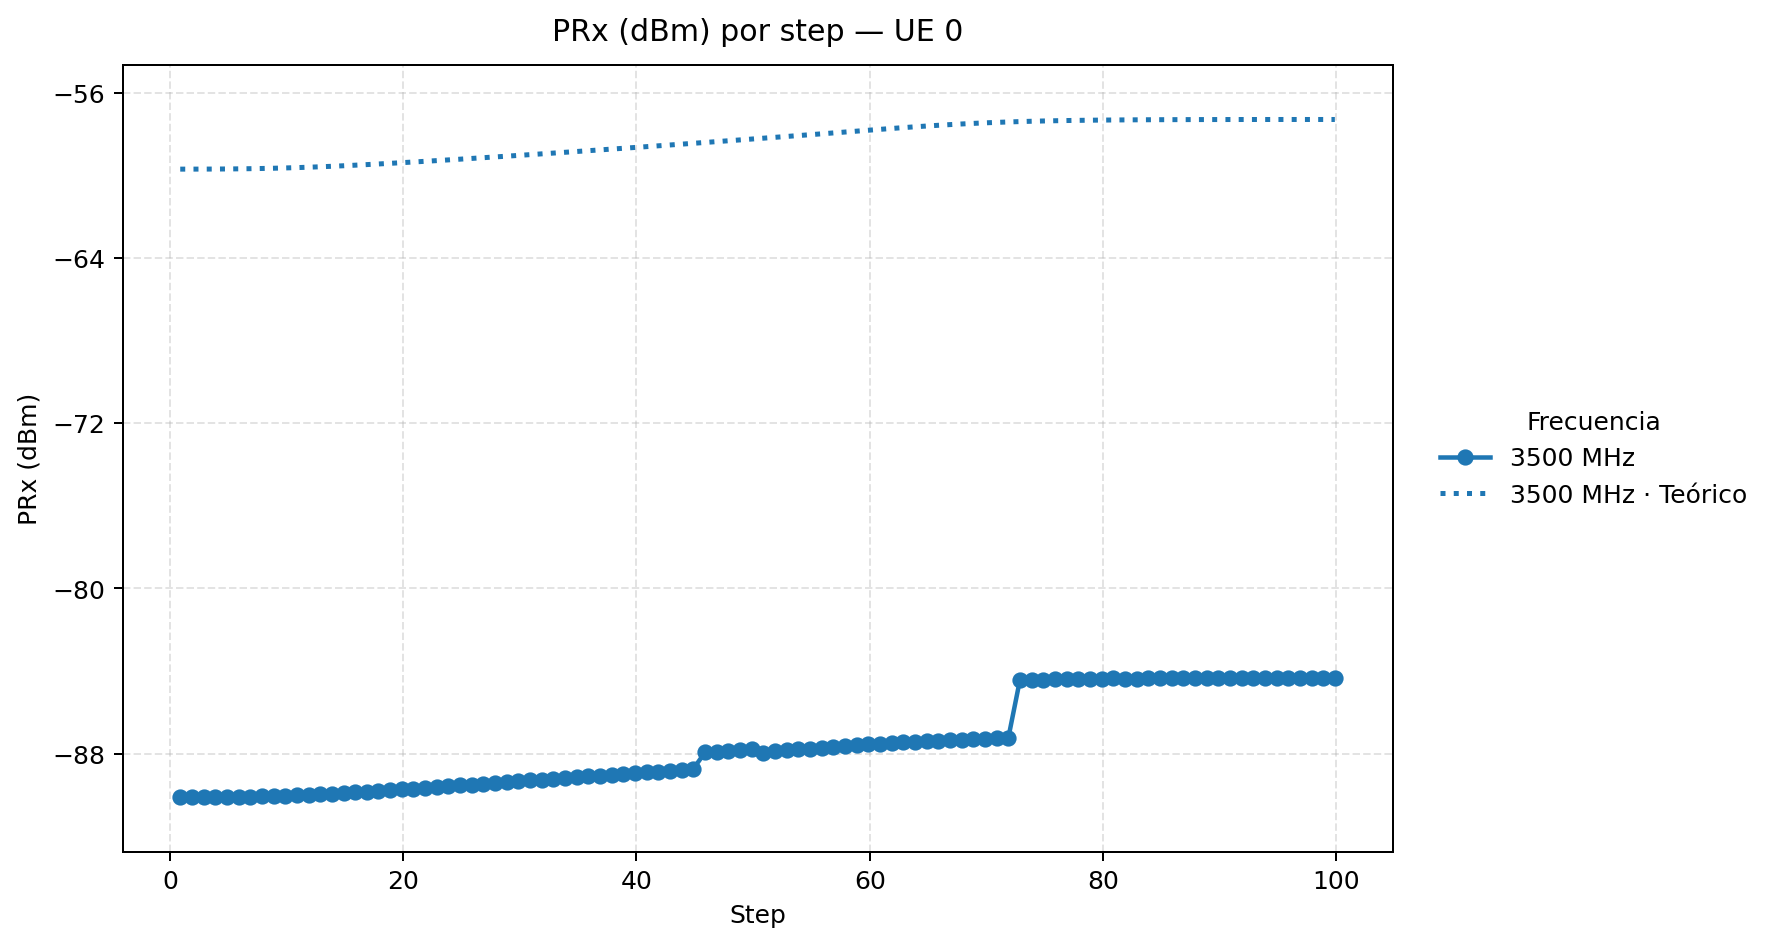 PRx (dBm) por step — UE 0
PRx (dBm)
−56
−64
−72
−80
−88
0
20
40
60
80
100
Step
Frecuencia
3500 MHz
3500 MHz · Teórico